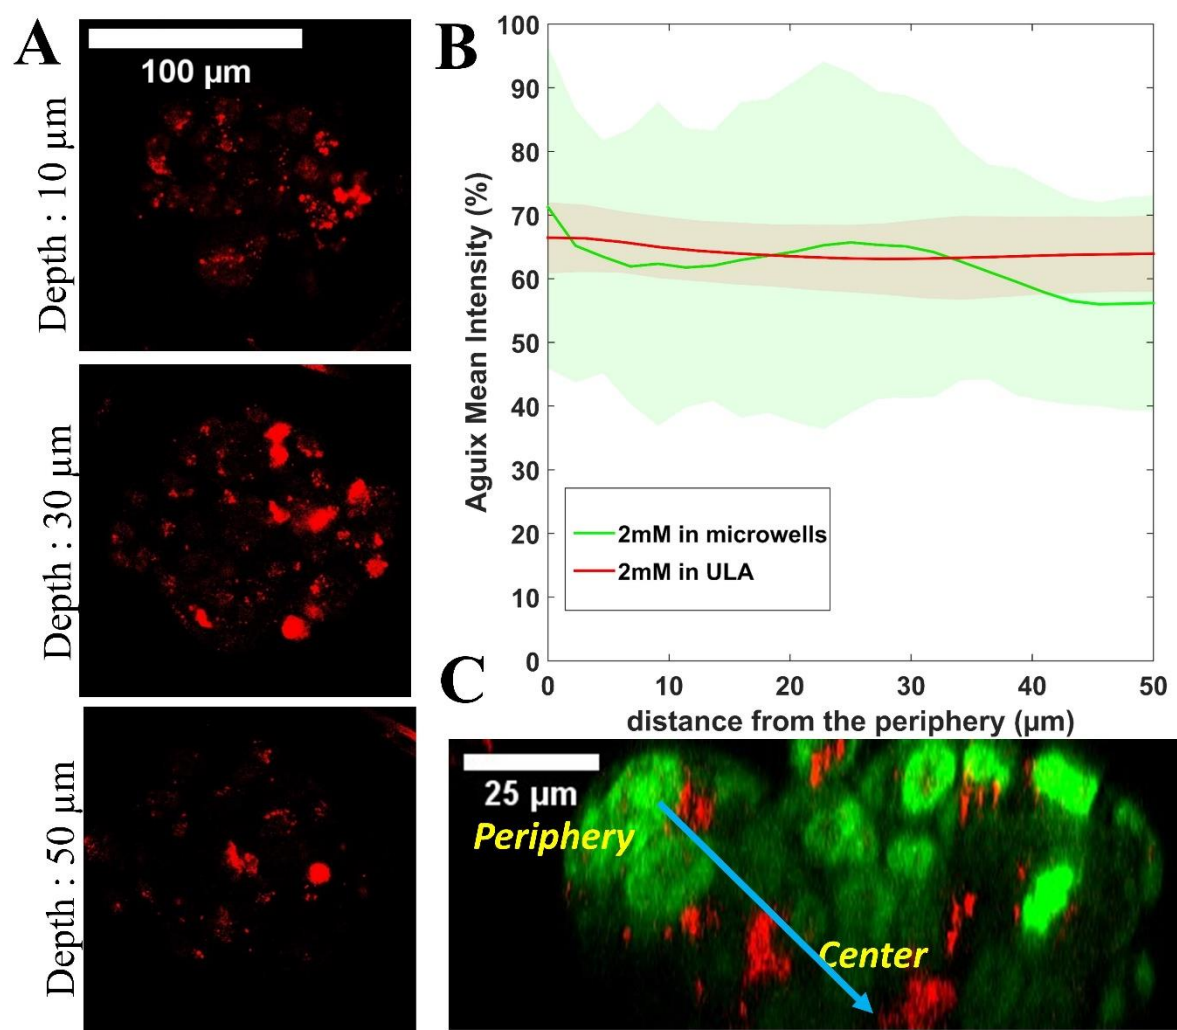 A
100 µm
Depth : 10 µm
Depth : 30 µm
Depth : 50 µm
B
100
90
80
70
60
50
40
30
20
10
0
Aguix Mean Intensity (%)
2mM in microwells
2mM in ULA
0 10 20 30 40 50
distance from the periphery (µm)
C
25 µm
Periphery
Center